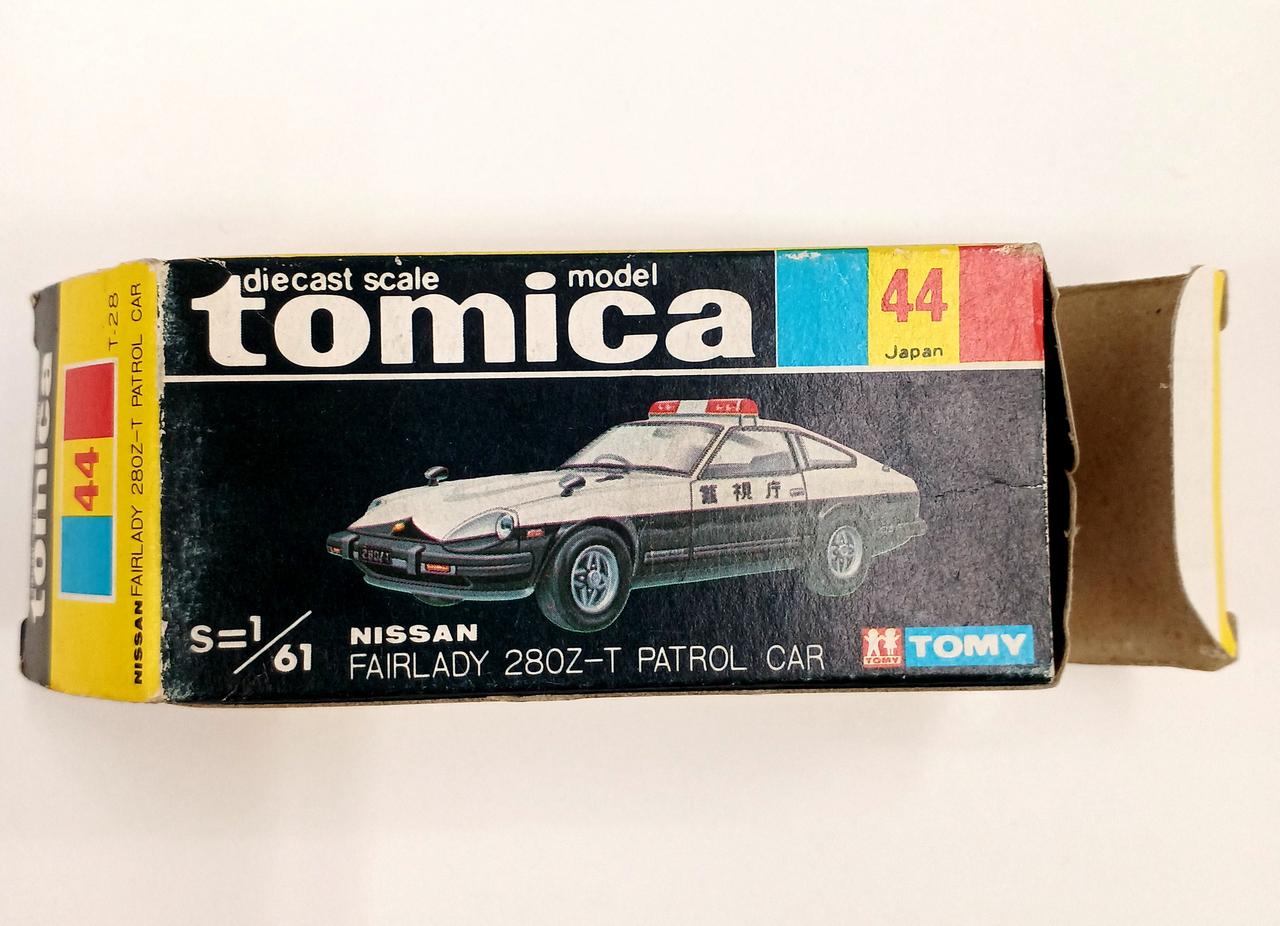 diecast scale model
tomica
44
Japan
警視庁
280Z-T
S=1/61
NISSAN
FAIRLADY 280Z-T PATROL CAR
TOMY
TOMY
tomica
44
T-28
NISSAN FAIRLADY 280Z-T PATROL CAR